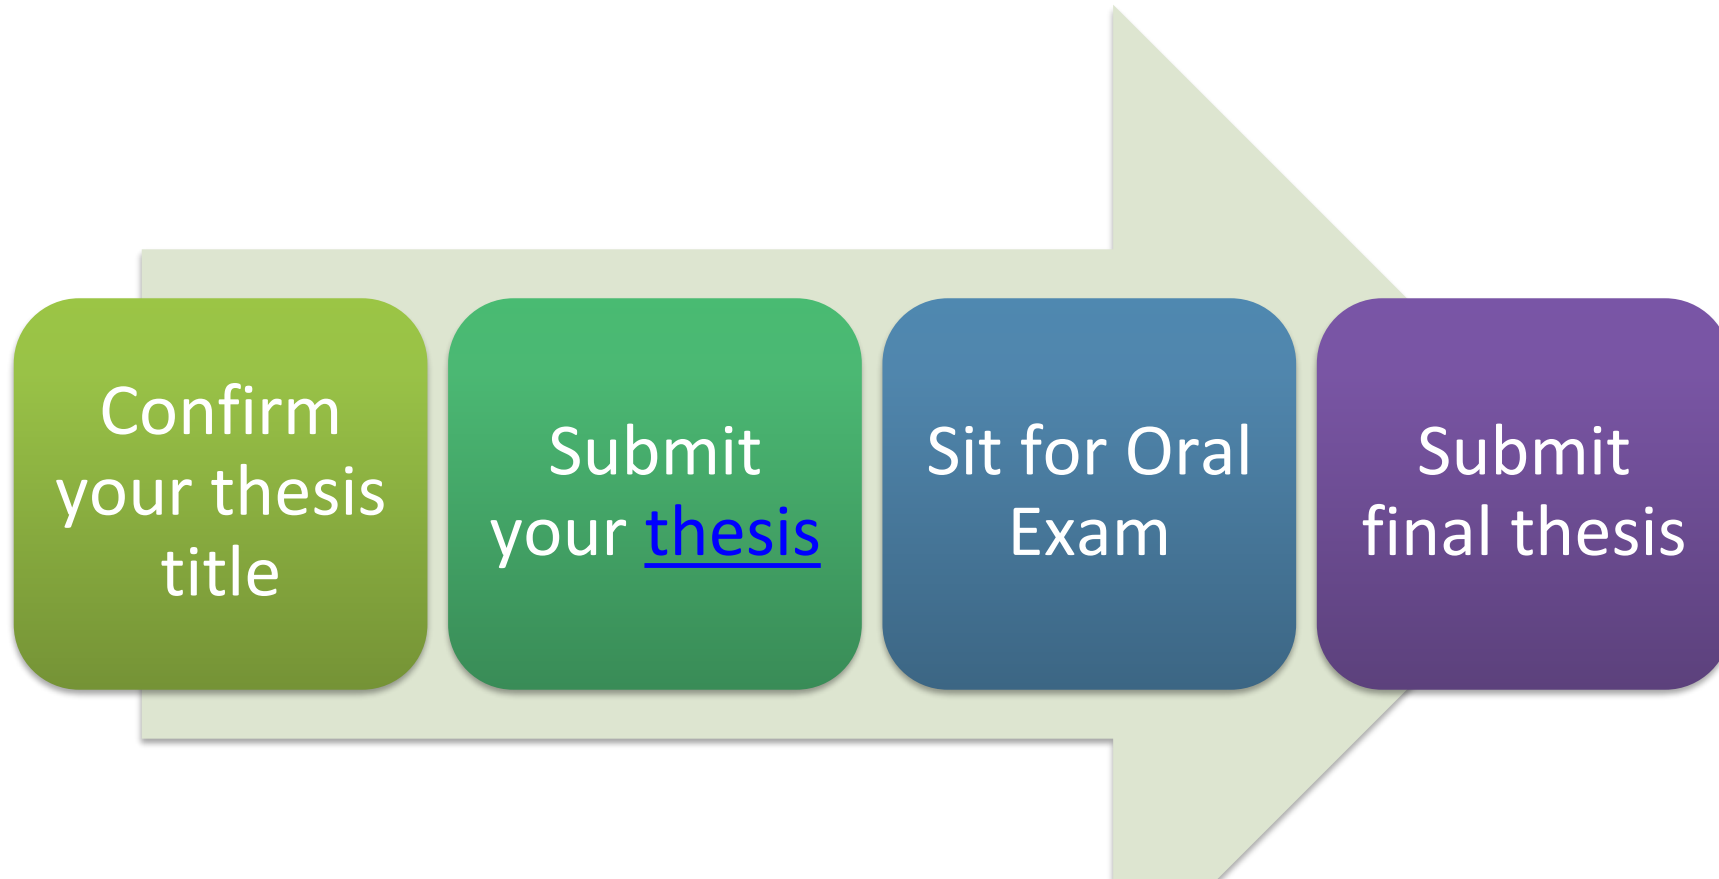 Confirm
your thesis
title
Submit
your thesis
Sit for Oral
Exam
Submit
final thesis